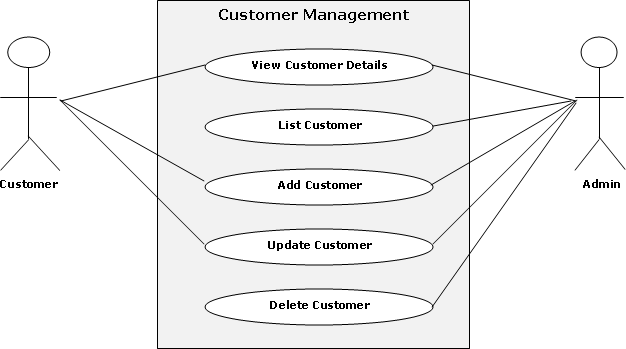 Customer Management
View Customer Details
List Customer
Add Customer
Customer
Admin
Update Customer
Delete Customer